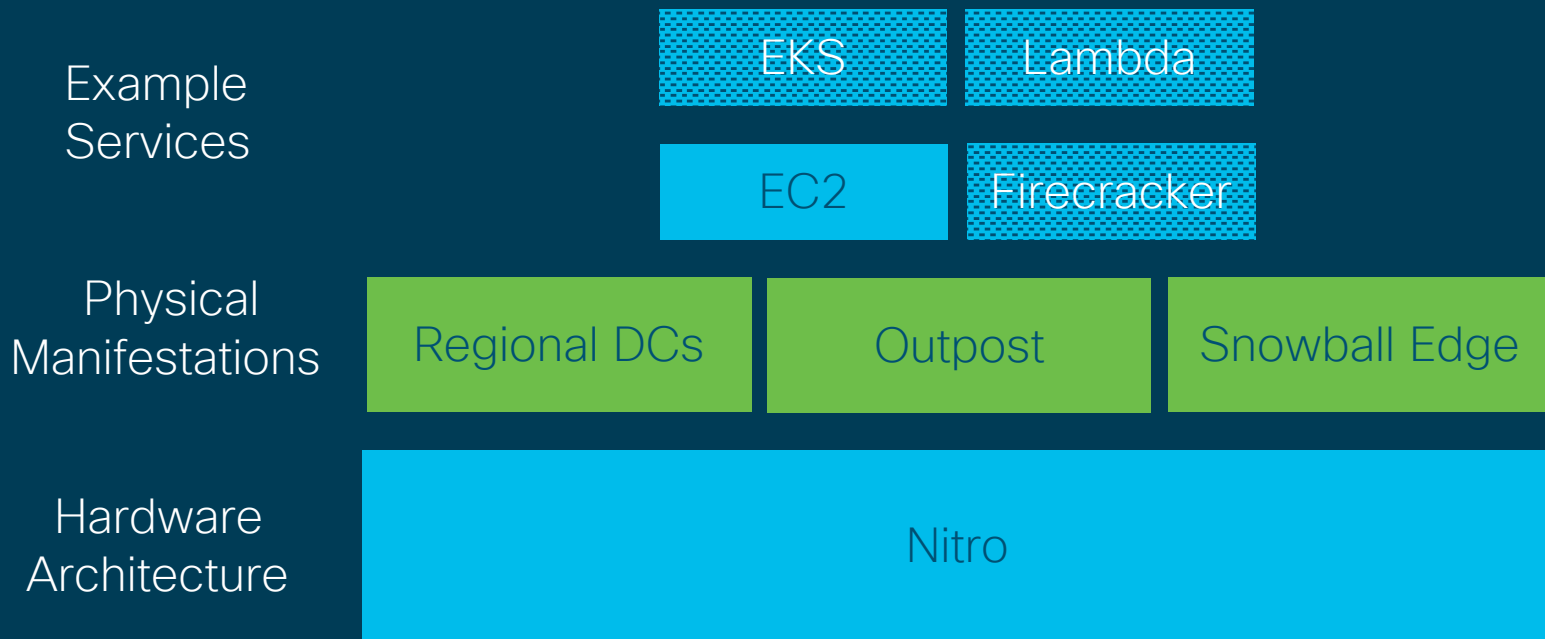 Example
Services
EKS
Lambda
EC2
Firecracker
Physical
Manifestations
Regional DCs
Outpost
Snowball Edge
Hardware
Architecture
Nitro